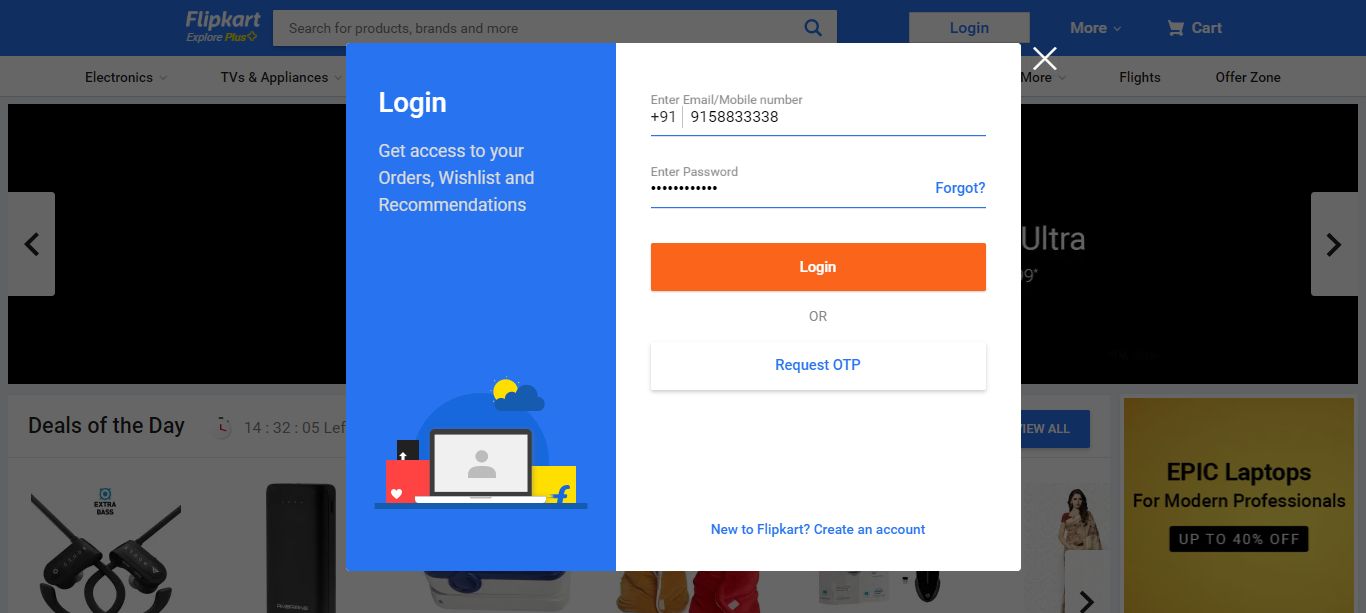 Flipkart
Explore Plus
Search for products, brands and more
Login
More
Cart
Electronics
TVs & Appliances
More
Flights
Offer Zone
Login
Get access to your
Orders, Wishlist and
Recommendations
Enter Email/Mobile number
+91 9158833338
Enter Password
••••••••••••
Forgot?
Login
OR
Request OTP
New to Flipkart? Create an account
Ultra
Deals of the Day
14 : 32 : 05 Lef
VIEW ALL
EXTRA
BASS
AMBRANE
EPIC Laptops
For Modern Professionals
UP TO 40% OFF